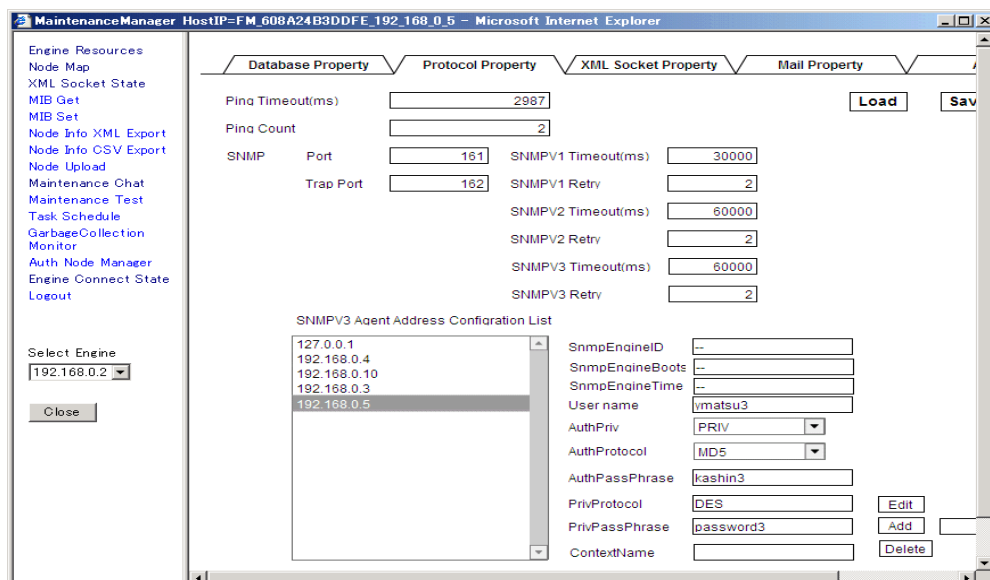 MaintenanceManager HostIP=FM_608A24B3DDFE_192_168_0_5 - Microsoft Internet Explorer
Engine Resources
Node Map
XML Socket State
MIB Get
MIB Set
Node Info XML Export
Node Info CSV Export
Node Upload
Maintenance Chat
Maintenance Test
Task Schedule
GarbageCollection
Monitor
Auth Node Manager
Engine Connect State
Logout
Select Engine
192.168.0.2
Close
Database Property Protocol Property XML Socket Property Mail Property
Ping Timeout(ms) 2987 Load Sav
Ping Count 2
SNMP Port 161 SNMPV1 Timeout(ms) 30000
Trap Port 162 SNMPV1 Retry 2
SNMPV2 Timeout(ms) 60000
SNMPV2 Retry 2
SNMPV3 Timeout(ms) 60000
SNMPV3 Retry 2
SNMPV3 Agent Address Configration List
127.0.0.1
192.168.0.4
192.168.0.10
192.168.0.3
192.168.0.5
SnmpEngineID --
SnmpEngineBoots --
SnmpEngineTime --
User name ymatsu3
AuthPriv PRIV
AuthProtocol MD5
AuthPassPhrase kashin3
PrivProtocol DES Edit
PrivPassPhrase password3 Add
ContextName Delete